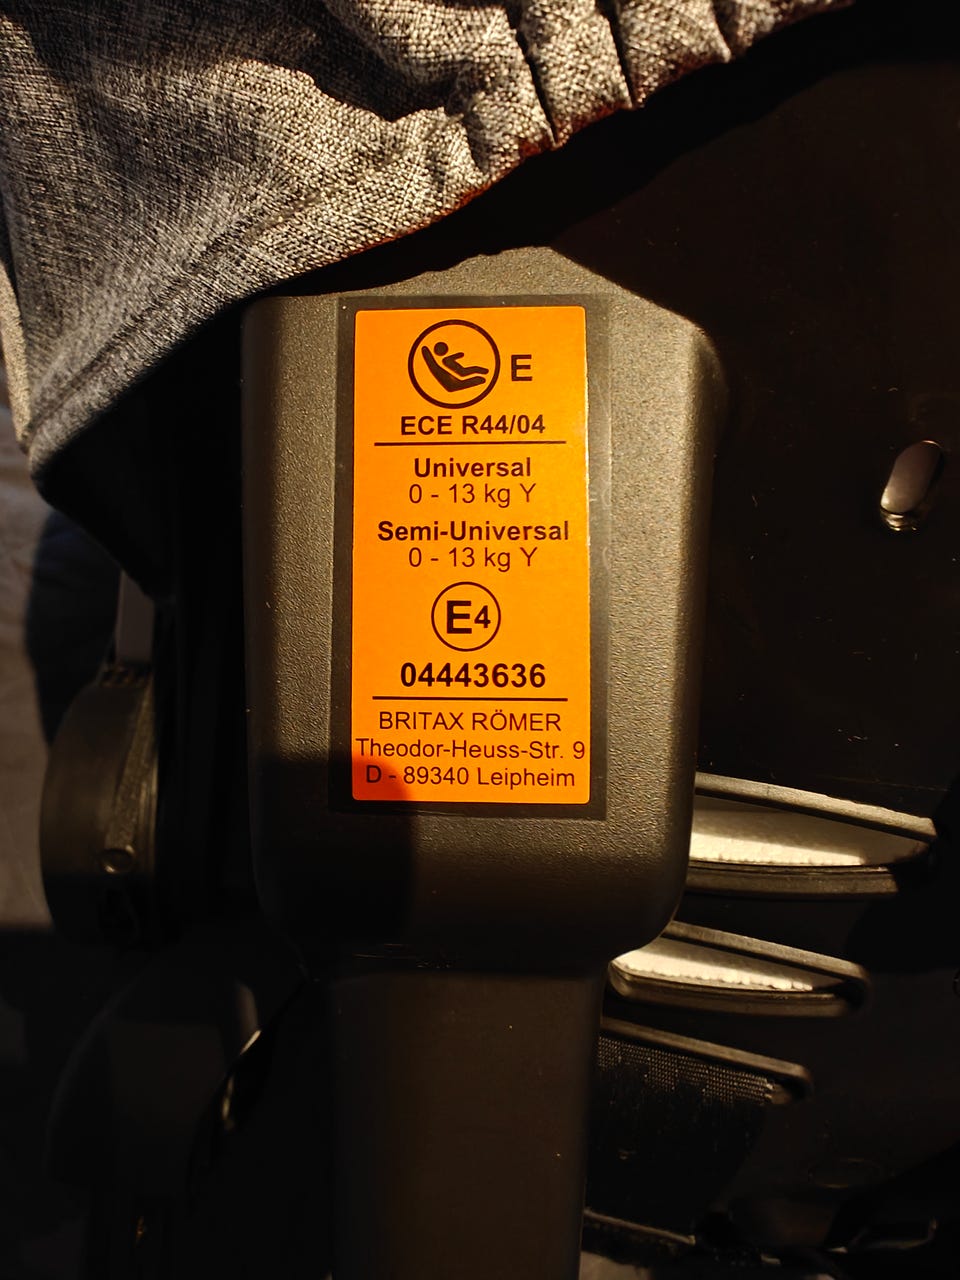 E
ECE R44/04
Universal
0 - 13 kg Y
Semi-Universal
0 - 13 kg Y
E4
04443636
BRITAX RÖMER
Theodor-Heuss-Str. 9
D - 89340 Leipheim